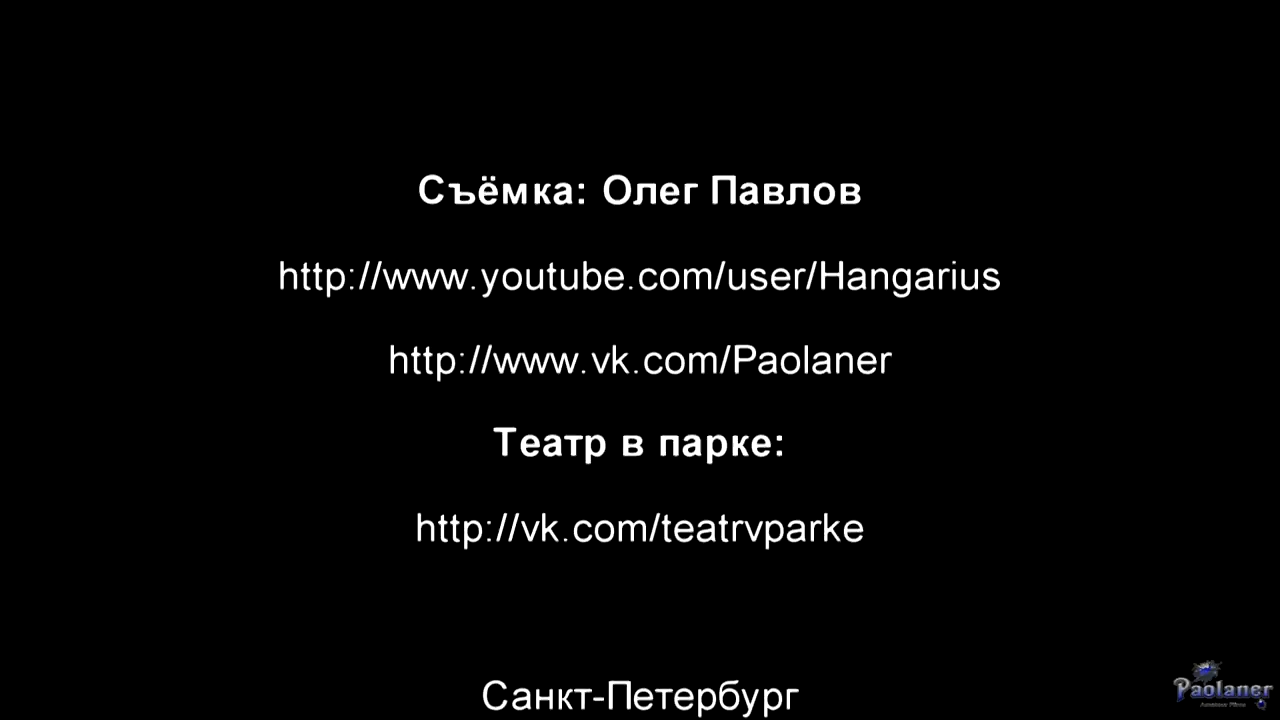 Съёмка: Олег Павлов
http://www.youtube.com/user/Hangarius
http://www.vk.com/Paolaner
Театр в парке:
http://vk.com/teatrvparke
Санкт-Петербург
Paolaner